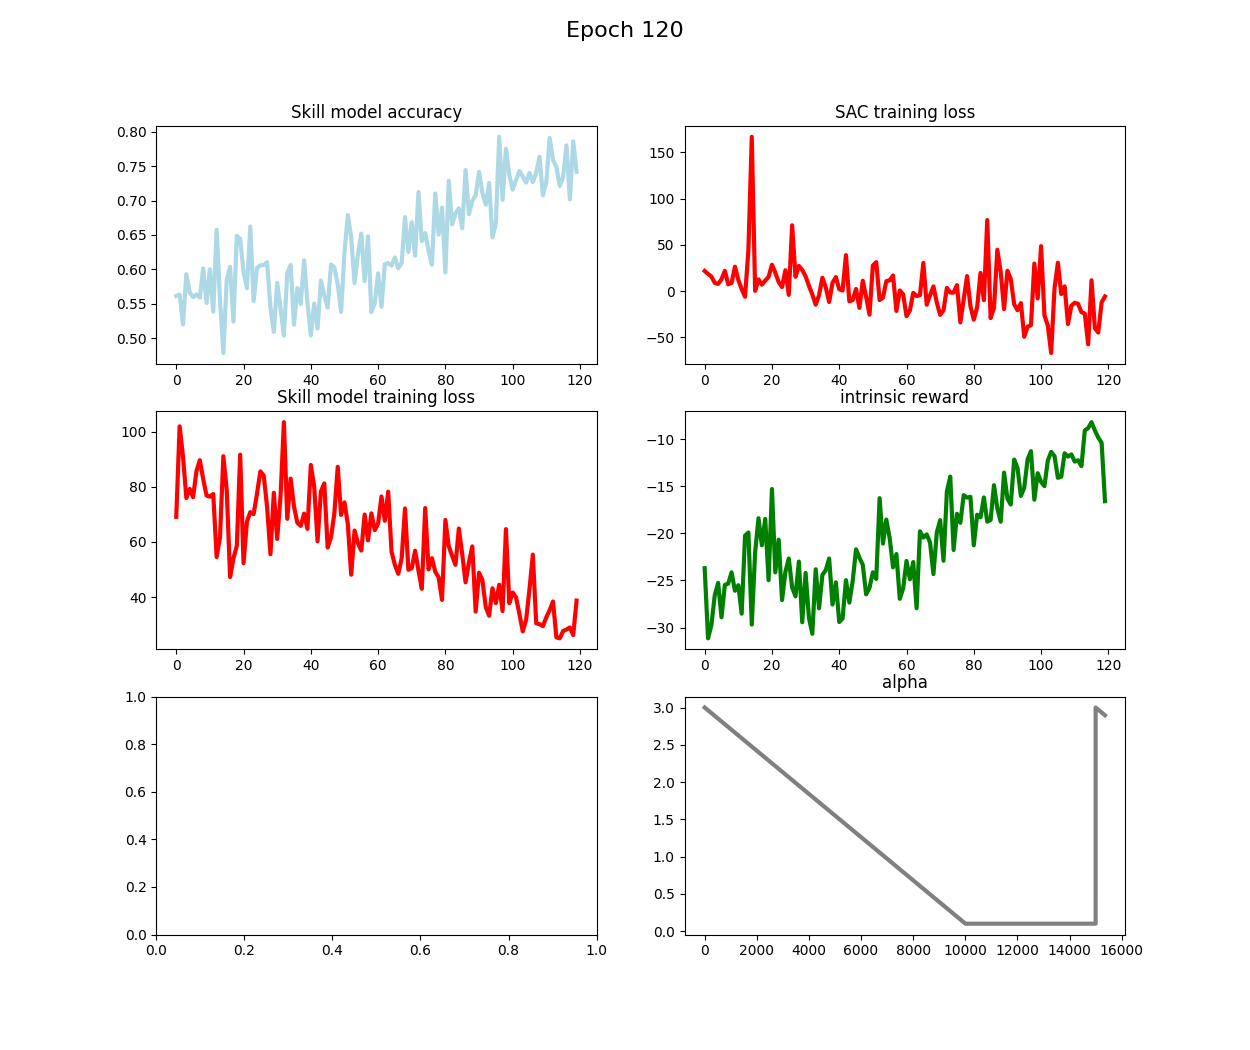 Epoch 120
Skill model accuracy
SAC training loss
0.80
0.75
0.70
0.65
0.60
0.55
0.50
0 20 40 60 80 100 120
150
100
50
0
−50
0 20 40 60 80 100 120
Skill model training loss
intrinsic reward
100
80
60
40
0 20 40 60 80 100 120
−10
−15
−20
−25
−30
0 20 40 60 80 100 120
alpha
1.0
0.8
0.6
0.4
0.2
0.0
0.0 0.2 0.4 0.6 0.8 1.0
3.0
2.5
2.0
1.5
1.0
0.5
0.0
0 2000 4000 6000 8000 10000 12000 14000 16000